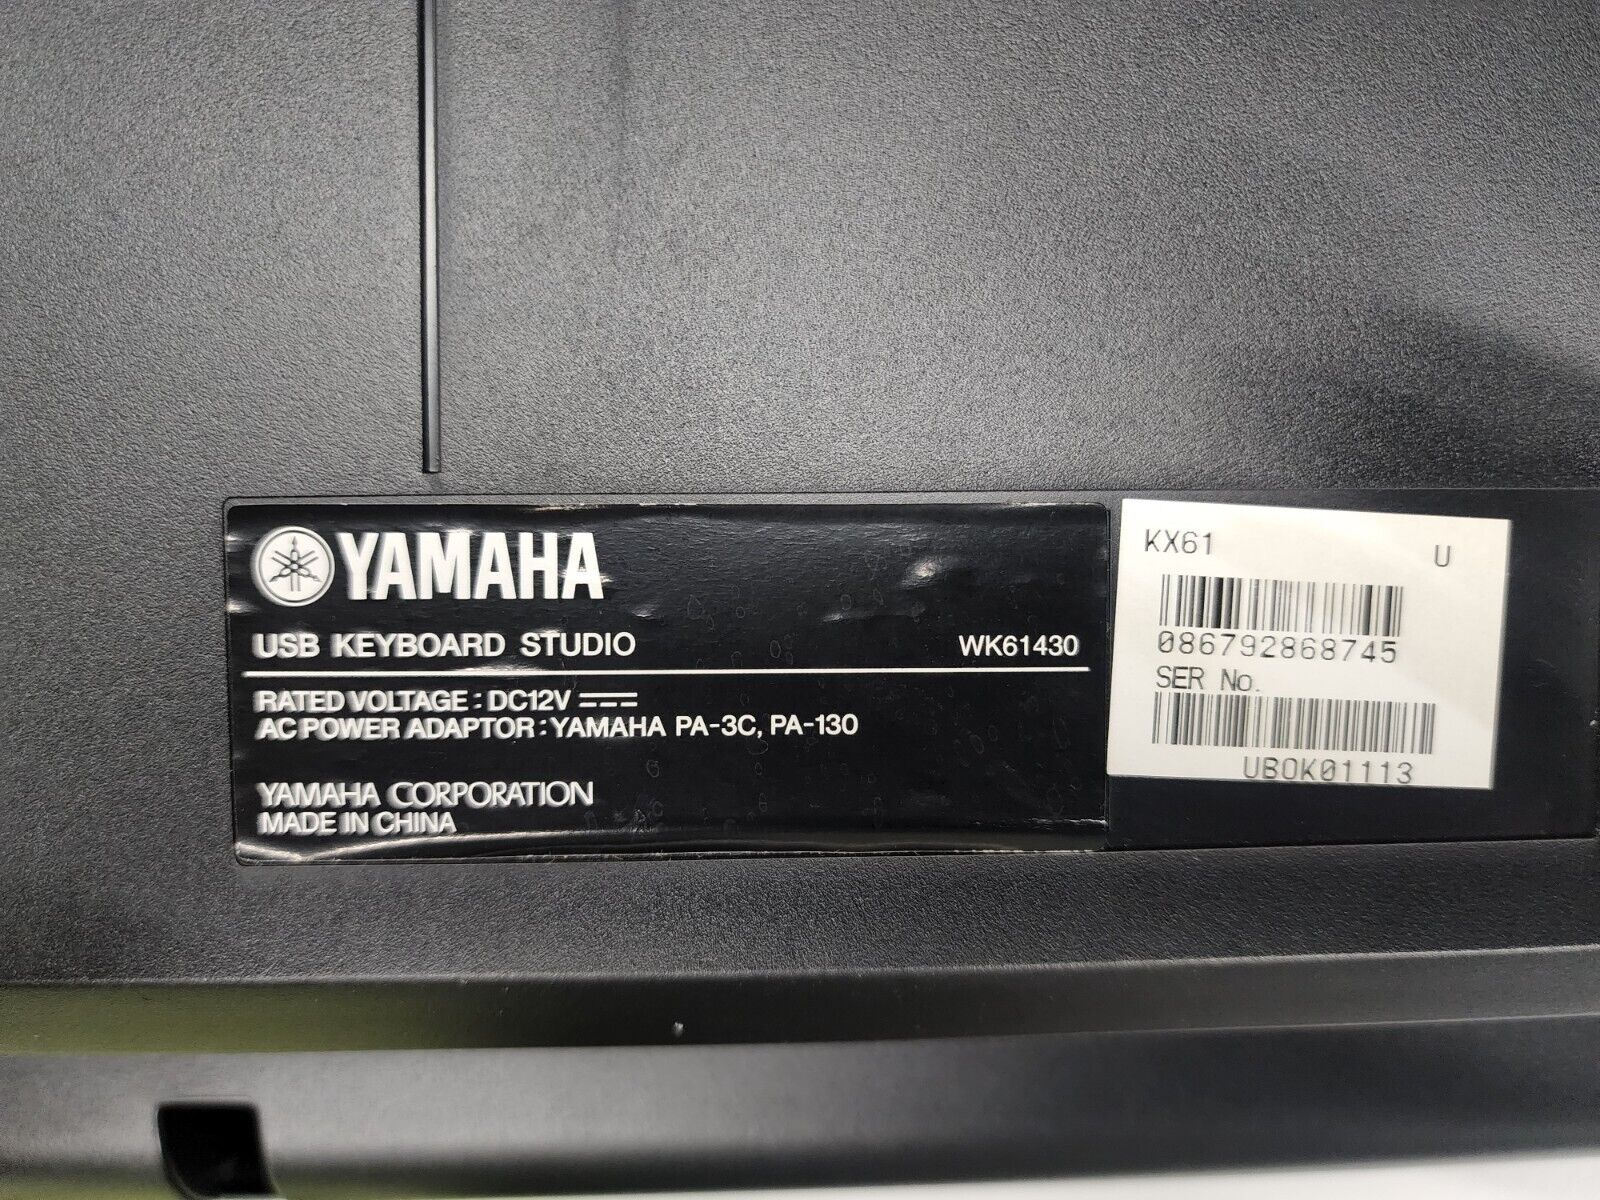 YAMAHA
USB KEYBOARD STUDIO WK61430
RATED VOLTAGE : DC12V
AC POWER ADAPTOR : YAMAHA PA-3C, PA-130
YAMAHA CORPORATION
MADE IN CHINA
KX61 U
086792868745
SER No.
UBOK01113